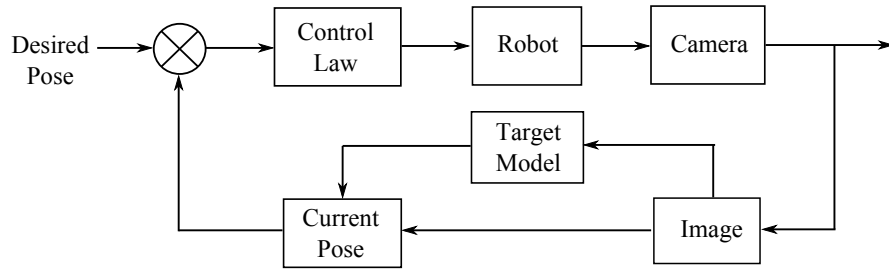 Desired
Pose
Control
Law
Robot
Camera
Target
Model
Current
Pose
Image